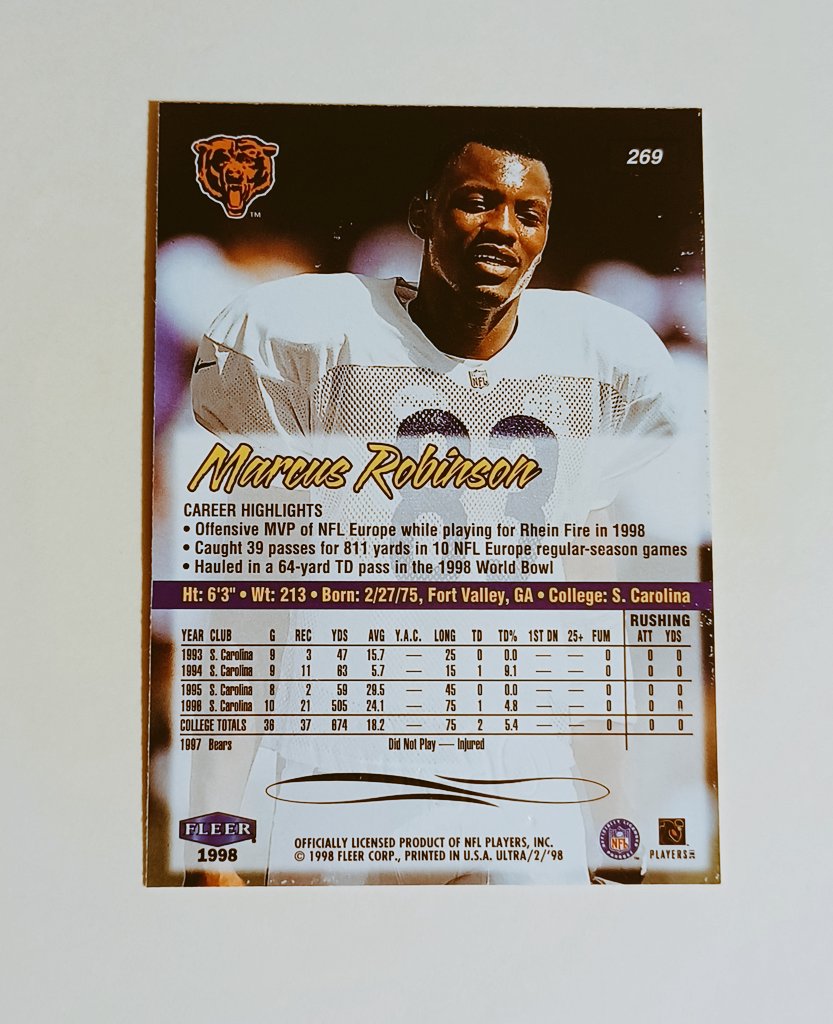 269
TM
NFL
83
Marcus Robinson
CAREER HIGHLIGHTS
• Offensive MVP of NFL Europe while playing for Rhein Fire in 1998
• Caught 39 passes for 811 yards in 10 NFL Europe regular-season games
• Hauled in a 64-yard TD pass in the 1998 World Bowl
Ht: 6'3" • Wt: 213 • Born: 2/27/75, Fort Valley, GA • College: S. Carolina
RUSHING
YEAR CLUB G REC YDS AVG Y.A.C. LONG TD TD% 1ST DN 25+ FUM ATT YDS
1993 S. Carolina 9 3 47 15.7 — 25 0 0.0 — — 0 0 0
1994 S. Carolina 9 11 63 5.7 — 15 1 9.1 — — 0 0 0
1995 S. Carolina 8 2 59 29.5 — 45 0 0.0 — — 0 0 0
1996 S. Carolina 10 21 505 24.1 — 75 1 4.8 — — 0 0 0
COLLEGE TOTALS 36 37 674 18.2 — 75 2 5.4 — — 0 0 0
1997 Bears Did Not Play — Injured
FLEER
1998
OFFICIALLY LICENSED PRODUCT OF NFL PLAYERS, INC.
© 1998 FLEER CORP., PRINTED IN U.S.A. ULTRA/2/'98
NFL
PLAYERS